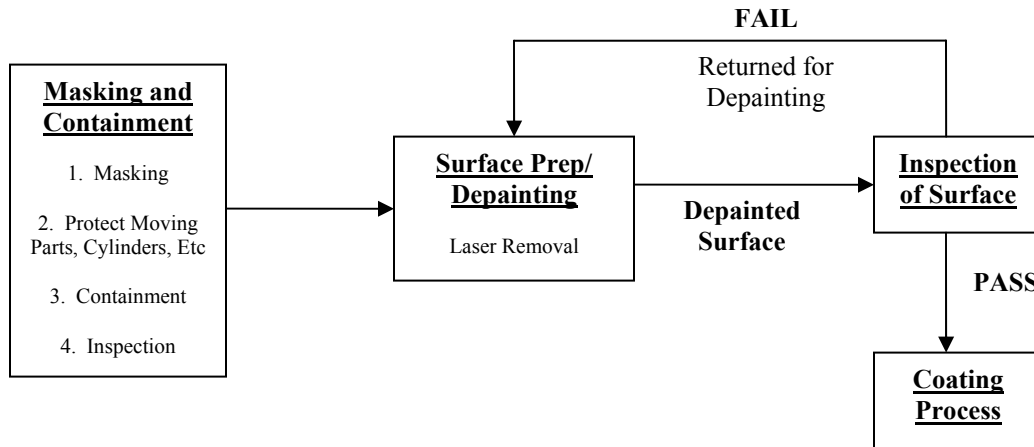 Masking and
Containment
1. Masking
2. Protect Moving
Parts, Cylinders, Etc
3. Containment
4. Inspection
Surface Prep/
Depainting
Laser Removal
FAIL
Returned for
Depainting
Depainted
Surface
Inspection
of Surface
PASS
Coating
Process